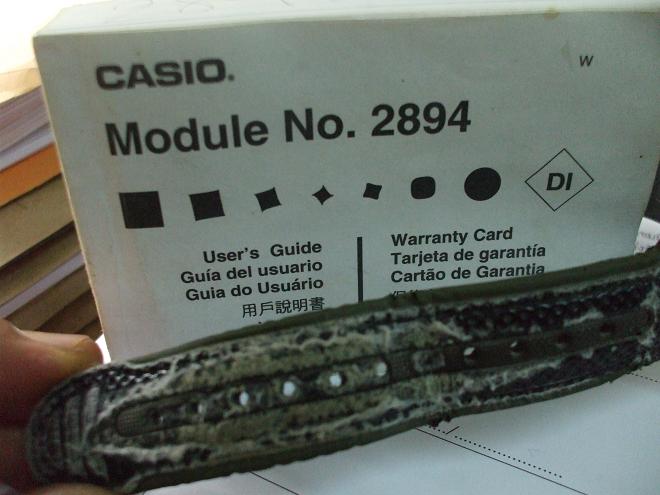 CASIO.
W
Module No. 2894
DI
User's Guide
Guía del usuario
Guia do Usuário
用戶說明書
Warranty Card
Tarjeta de garantía
Cartão de Garantia